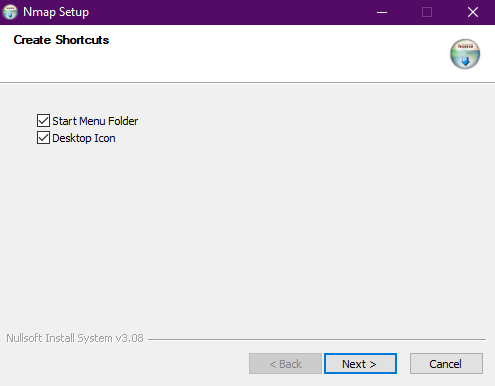 Nmap Setup
Create Shortcuts
Start Menu Folder
Desktop Icon
Nullsoft Install System v3.08
< Back
Next >
Cancel